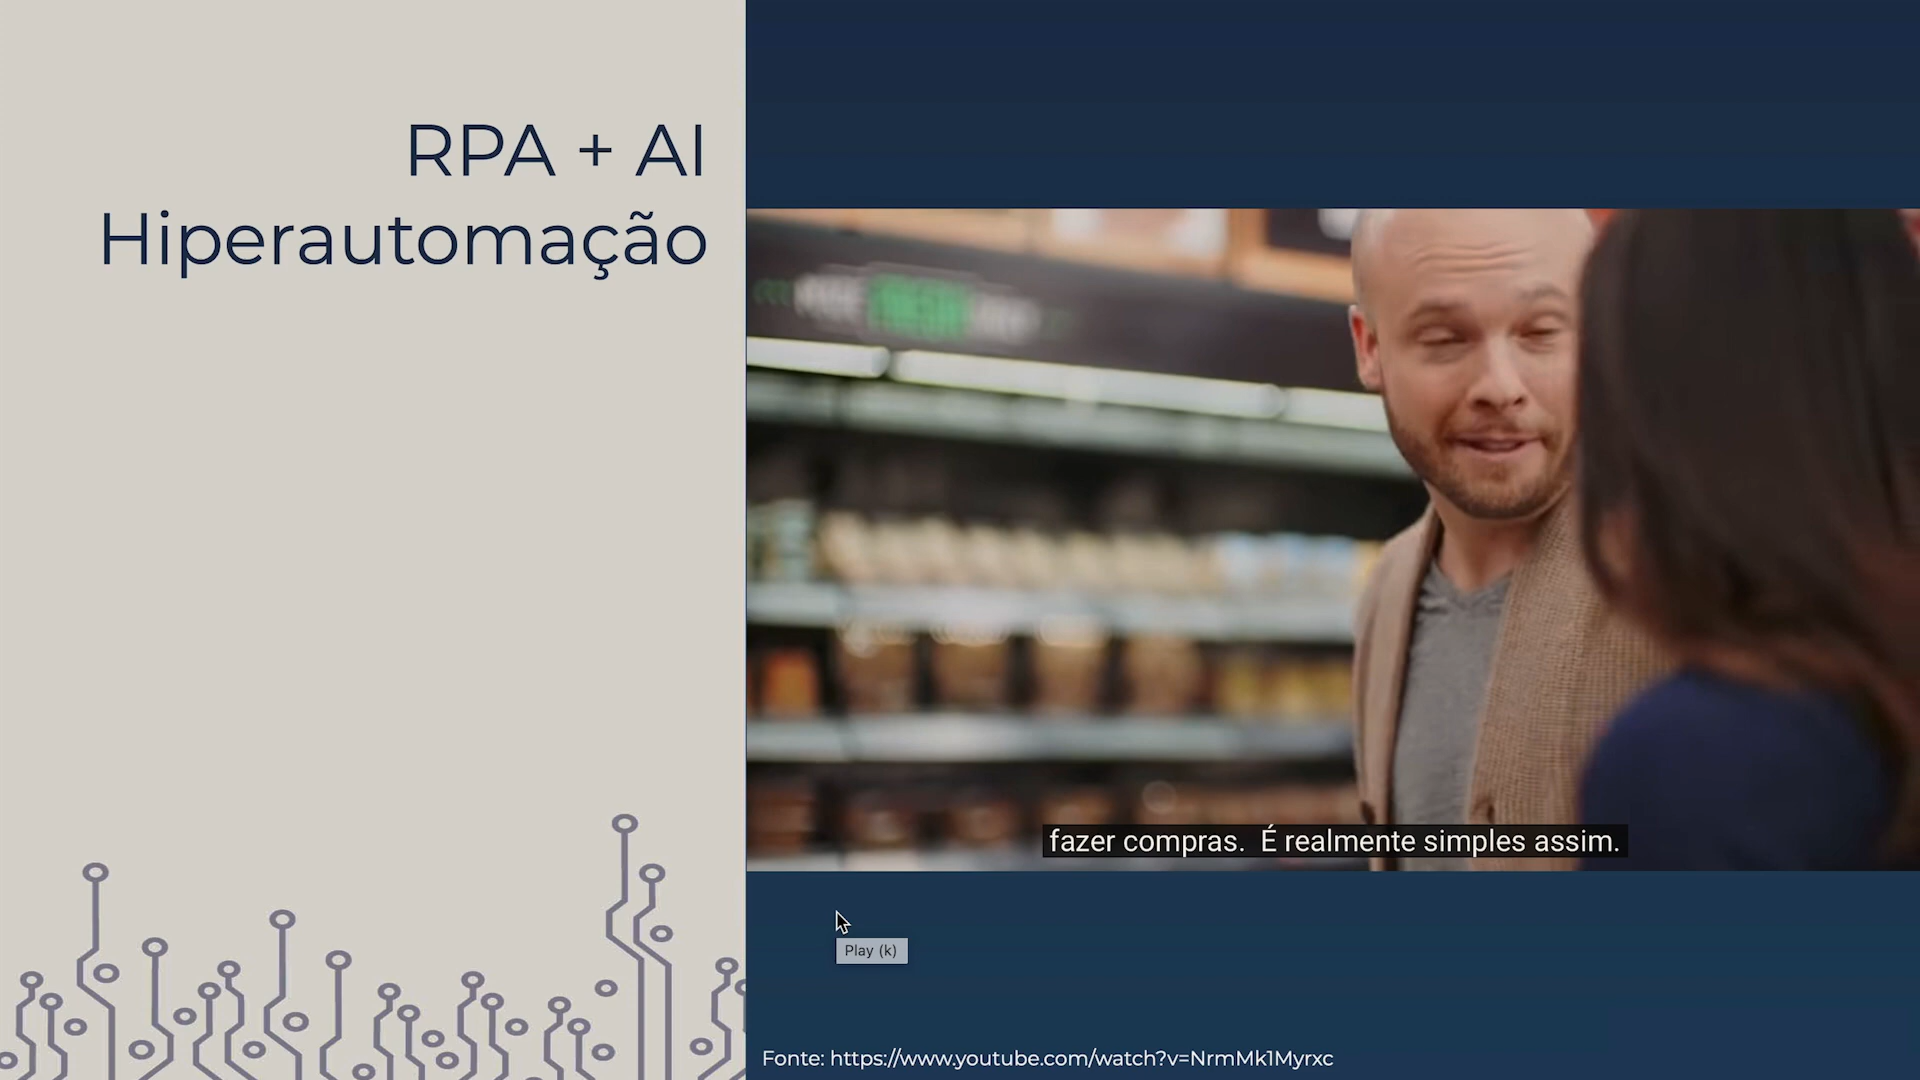 RPA + AI
Hiperautomação
fazer compras.  É realmente simples assim.
Play (k)
Fonte: https://www.youtube.com/watch?v=NrmMk1Myrxc